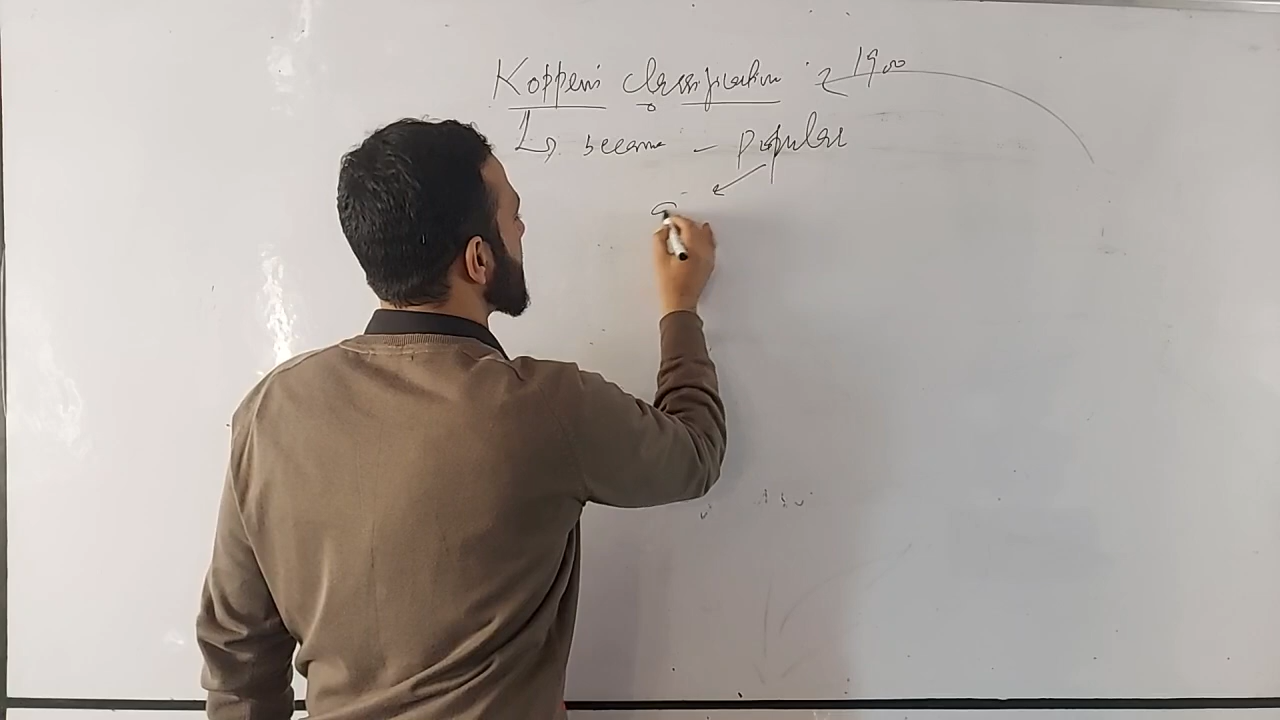 Koppen's classification : 1900
↳ became - Popular